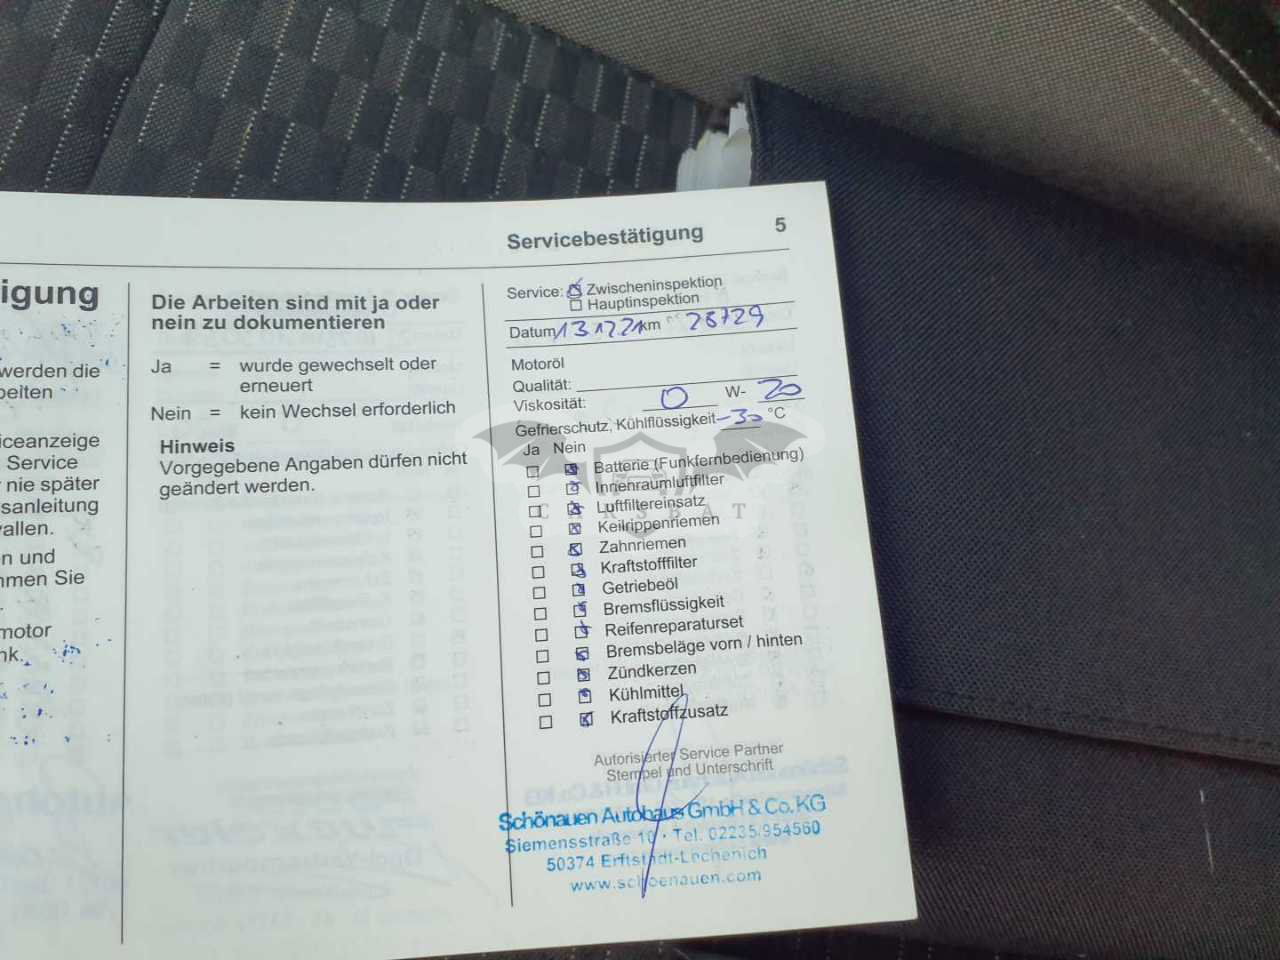 Servicebestätigung 5
igung
werden die
beiten
iceanzeige
Service
nie später
sanleitung
vallen.
n und
mmen Sie
motor
nk.
Die Arbeiten sind mit ja oder
nein zu dokumentieren
Ja = wurde gewechselt oder
erneuert
Nein = kein Wechsel erforderlich
Hinweis
Vorgegebene Angaben dürfen nicht
geändert werden.
Service: Zwischeninspektion
Hauptinspektion
Datum 13.12.21 km 28729
Motoröl
Qualität:
Viskosität: 0 W- 20
Gefrierschutz, Kühlflüssigkeit -30 °C
Ja Nein
Batterie (Funkfernbedienung)
Innenraumluftfilter
Luftfiltereinsatz
Keilrippenriemen
Zahnriemen
Kraftstofffilter
Getriebeöl
Bremsflüssigkeit
Reifenreparaturset
Bremsbeläge vorn / hinten
Zündkerzen
Kühlmittel
Kraftstoffzusatz
Autorisierter Service Partner
Stempel und Unterschrift
Schönauen Autohaus GmbH & Co. KG
Siemensstraße 10 · Tel. 02235/954560
50374 Erftstadt-Lechenich
www.schoenauen.com
CARSBAT